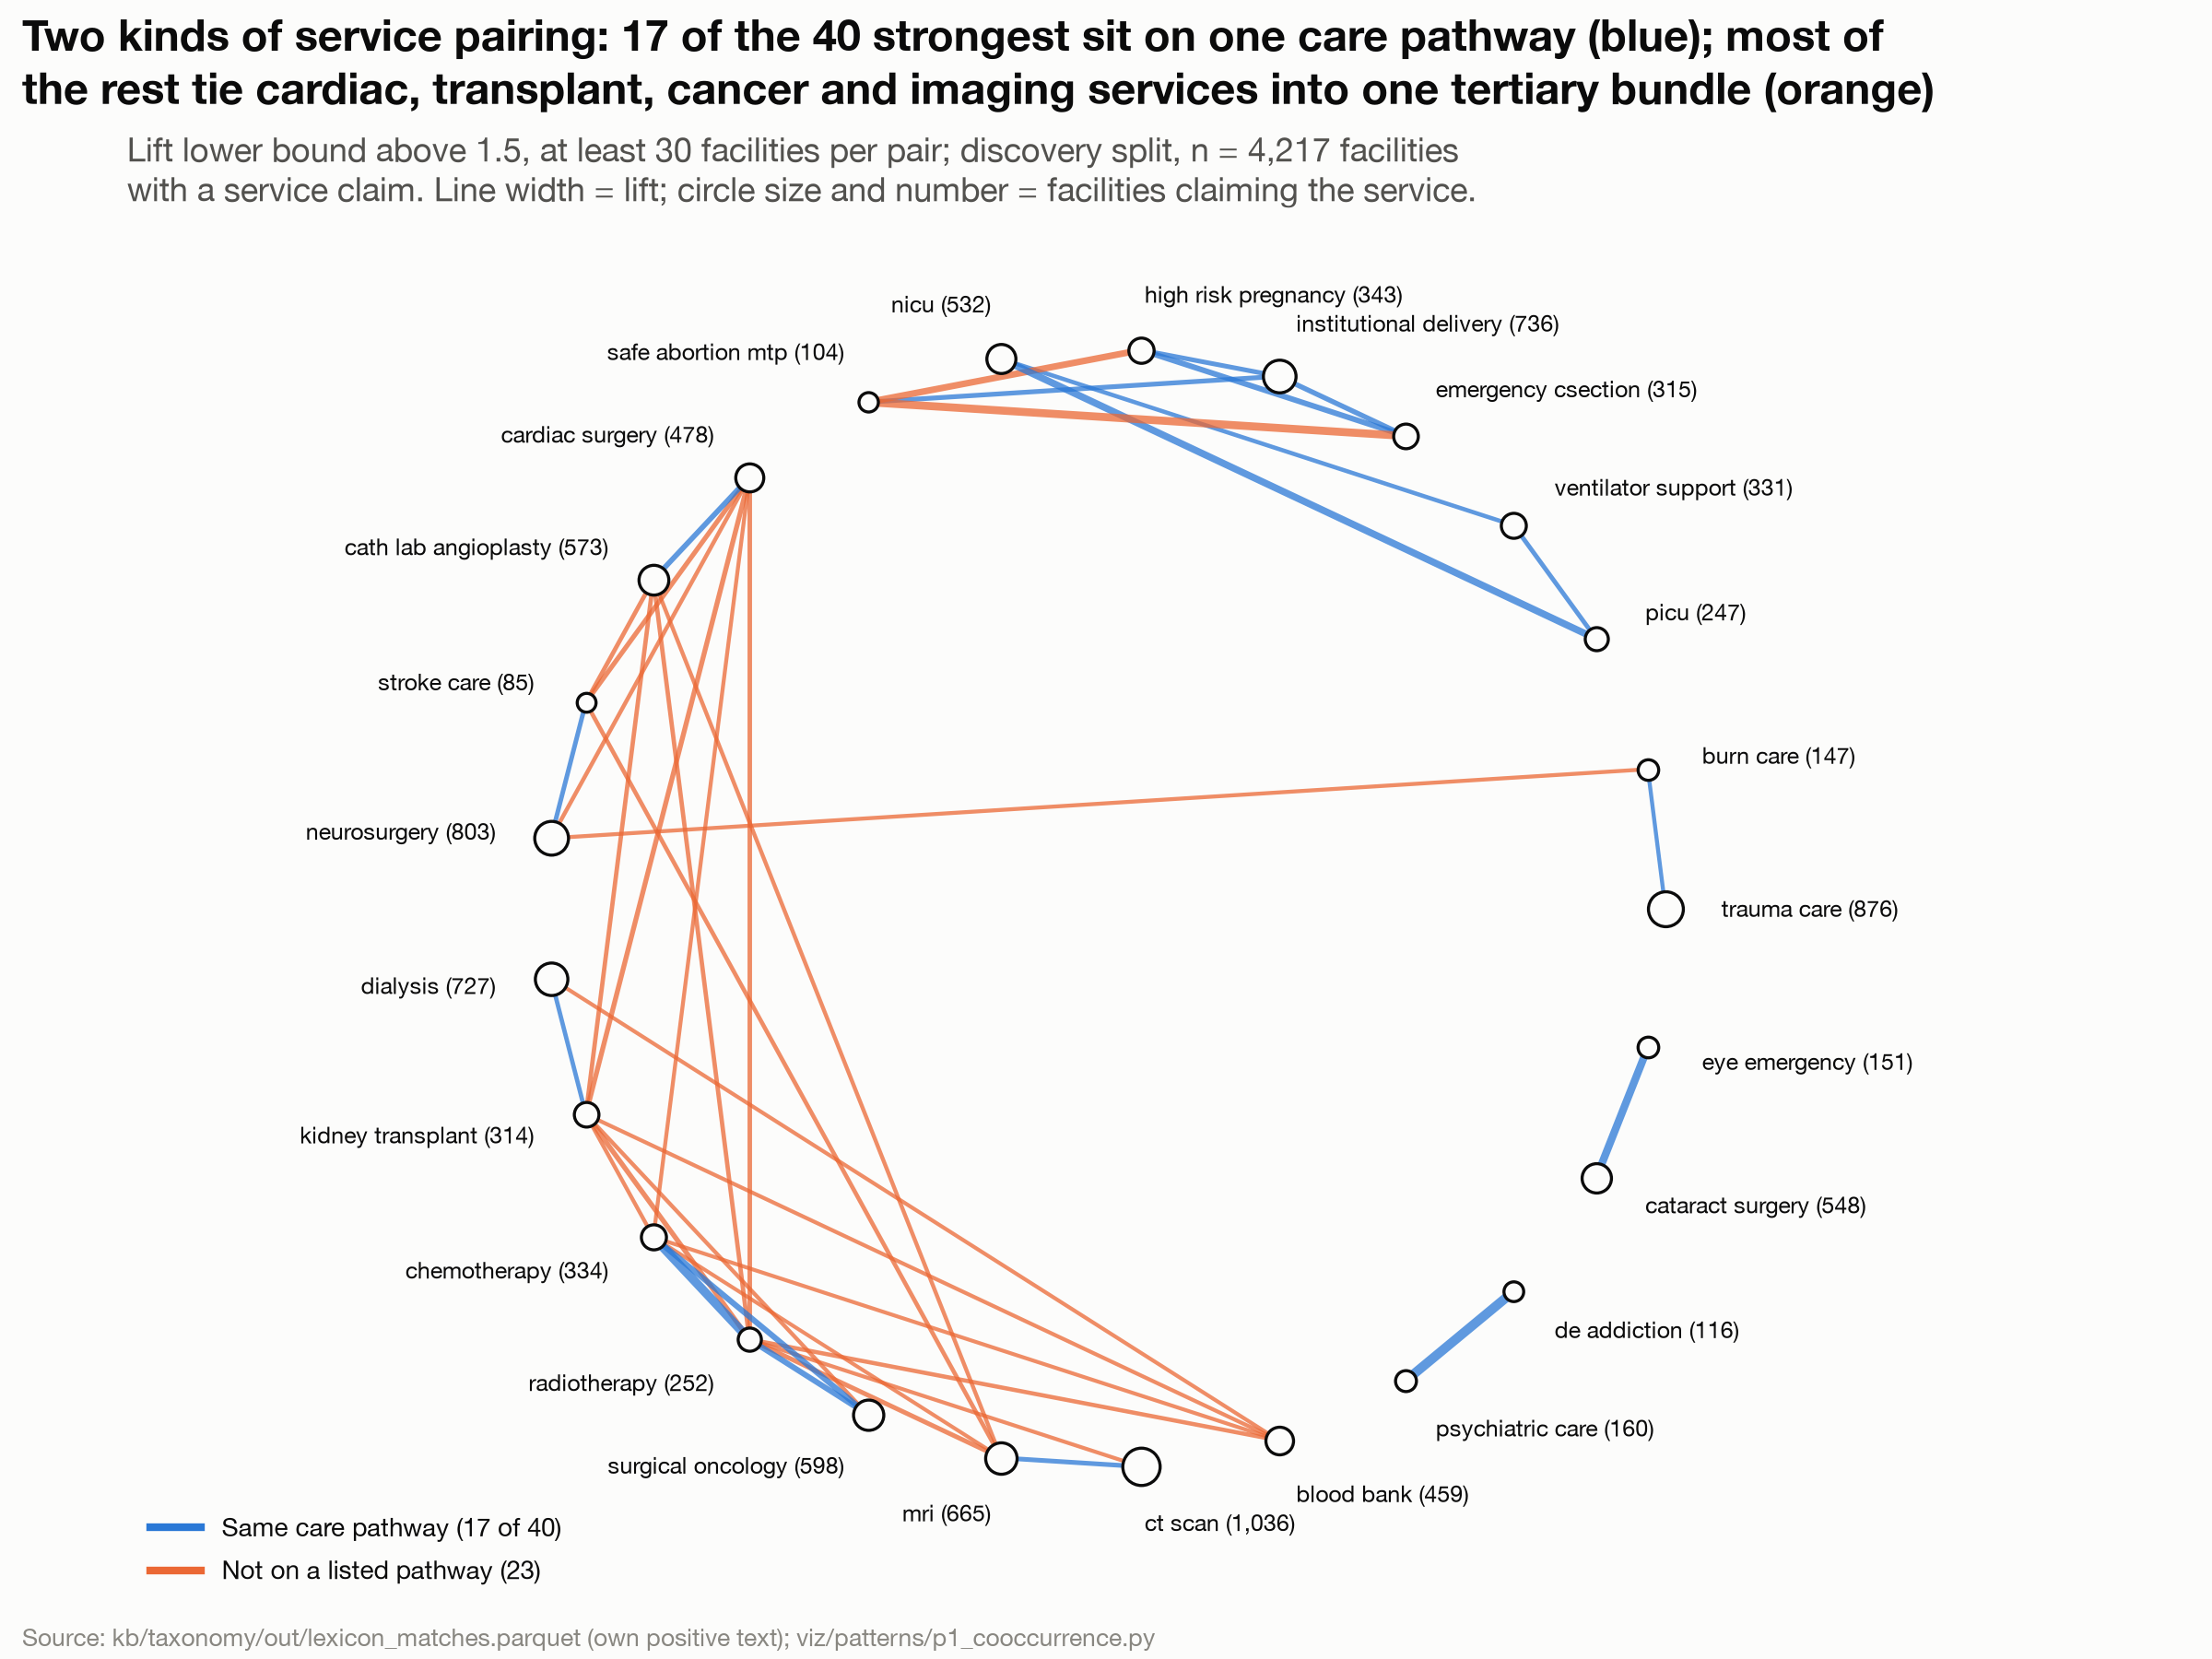 Two kinds of service pairing: 17 of the 40 strongest sit on one care pathway (blue); most of
the rest tie cardiac, transplant, cancer and imaging services into one tertiary bundle (orange)
Lift lower bound above 1.5, at least 30 facilities per pair; discovery split, n = 4,217 facilities
with a service claim. Line width = lift; circle size and number = facilities claiming the service.
high risk pregnancy (343)
nicu (532)
institutional delivery (736)
safe abortion mtp (104)
emergency csection (315)
cardiac surgery (478)
ventilator support (331)
cath lab angioplasty (573)
picu (247)
stroke care (85)
burn care (147)
neurosurgery (803)
trauma care (876)
dialysis (727)
eye emergency (151)
kidney transplant (314)
cataract surgery (548)
chemotherapy (334)
de addiction (116)
radiotherapy (252)
psychiatric care (160)
surgical oncology (598)
blood bank (459)
mri (665)
ct scan (1,036)
Same care pathway (17 of 40)
Not on a listed pathway (23)
Source: kb/taxonomy/out/lexicon_matches.parquet (own positive text); viz/patterns/p1_cooccurrence.py